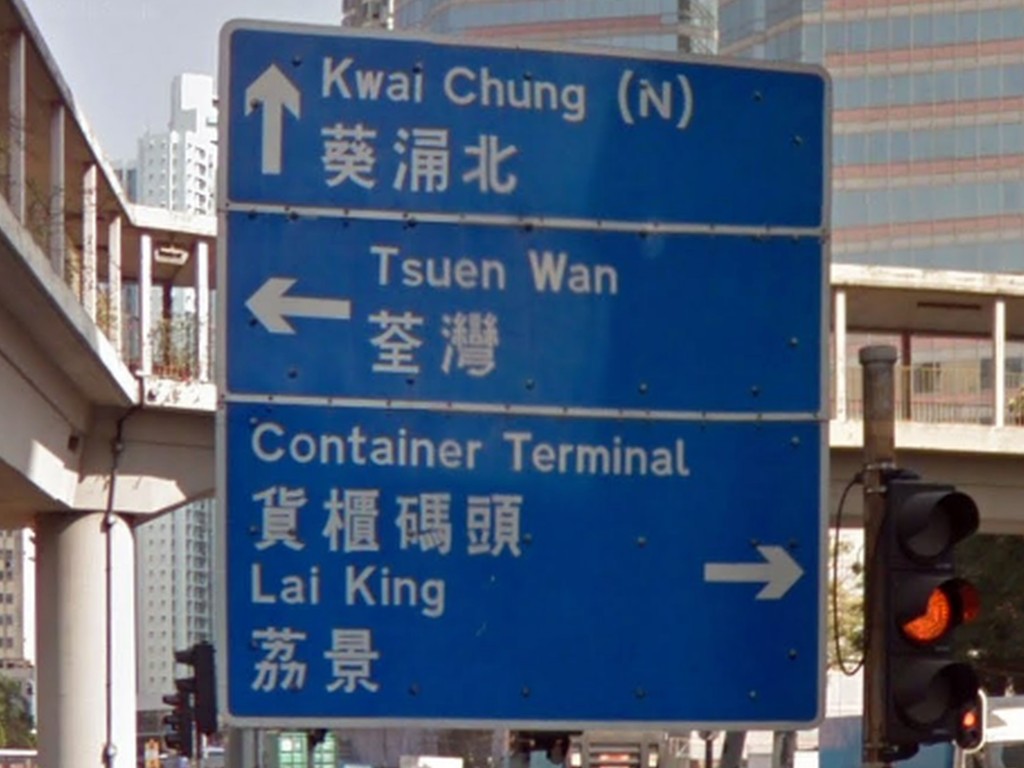 Kwai Chung (N)
葵涌北
Tsuen Wan
荃灣
Container Terminal
貨櫃碼頭
Lai King
荔景